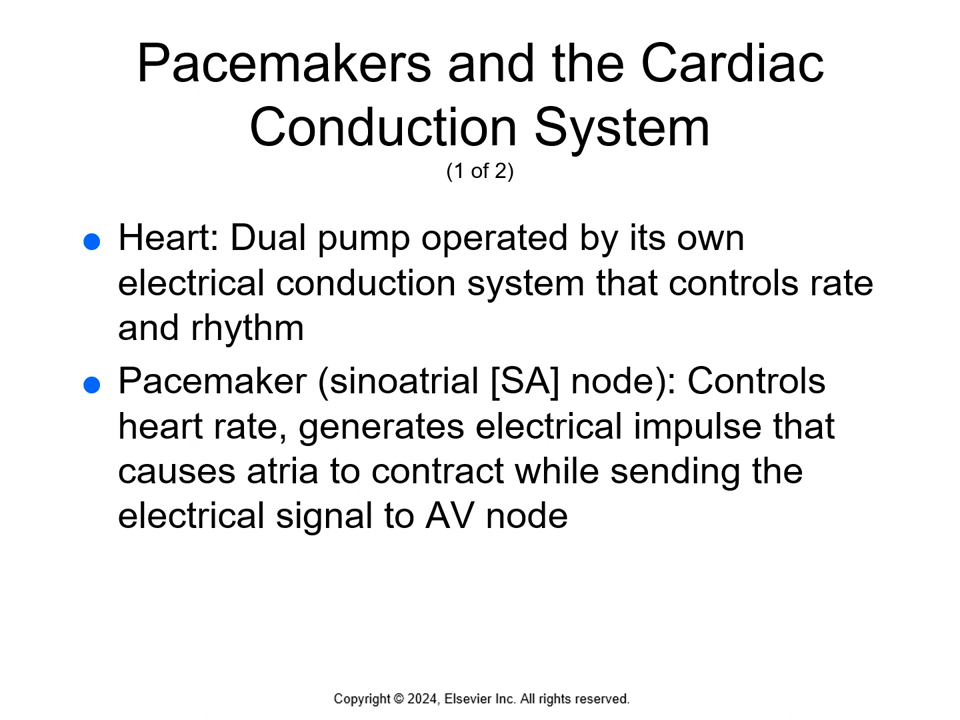 Pacemakers and the Cardiac
Conduction System
(1 of 2)
● Heart: Dual pump operated by its own
electrical conduction system that controls rate
and rhythm
● Pacemaker (sinoatrial [SA] node): Controls
heart rate, generates electrical impulse that
causes atria to contract while sending the
electrical signal to AV node
Copyright © 2024, Elsevier Inc. All rights reserved.